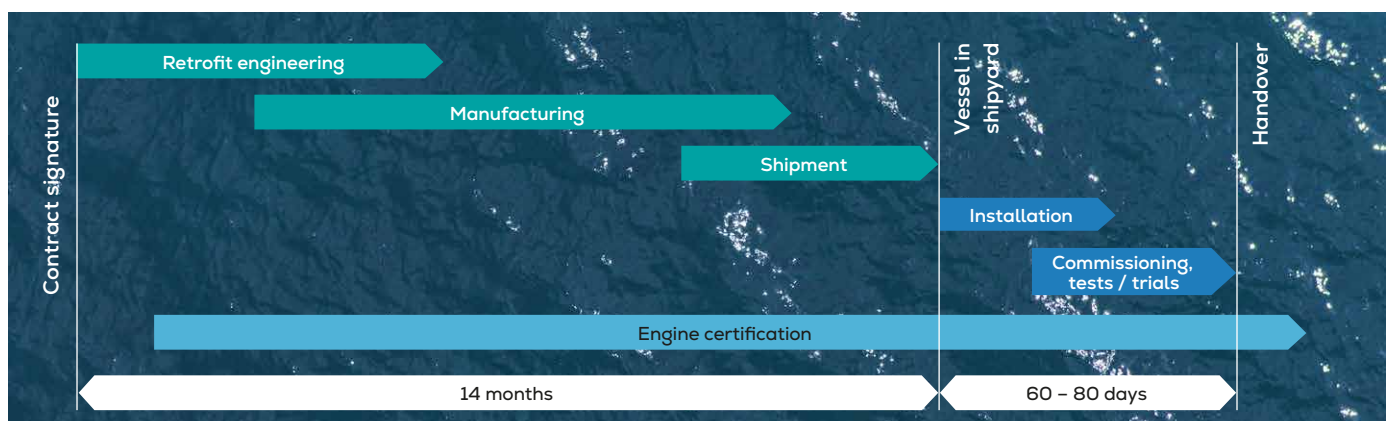 Contract signature
Retrofit engineering
Manufacturing
Shipment
Vessel in
shipyard
Handover
Installation
Commissioning,
tests / trials
Engine certification
14 months
60 – 80 days